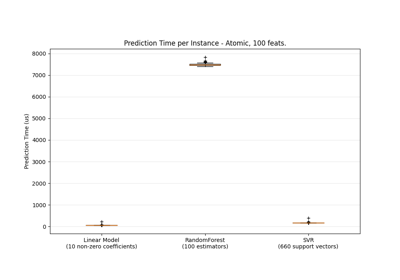 Prediction Time per Instance - Atomic, 100 feats.
Prediction Time (us)
8000
7000
6000
5000
4000
3000
2000
1000
0
Linear Model
(10 non-zero coefficients)
RandomForest
(100 estimators)
SVR
(660 support vectors)